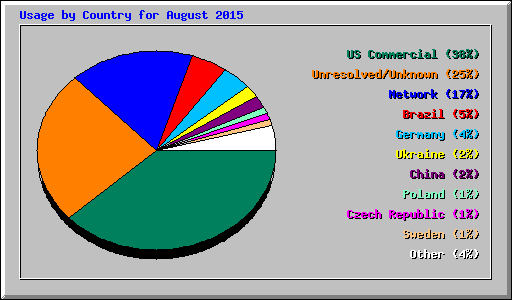 Usage by Country for August 2015
US Commercial (38%)
Unresolved/Unknown (25%)
Network (17%)
Brazil (5%)
Germany (4%)
Ukraine (2%)
China (2%)
Poland (1%)
Czech Republic (1%)
Sweden (1%)
Other (4%)